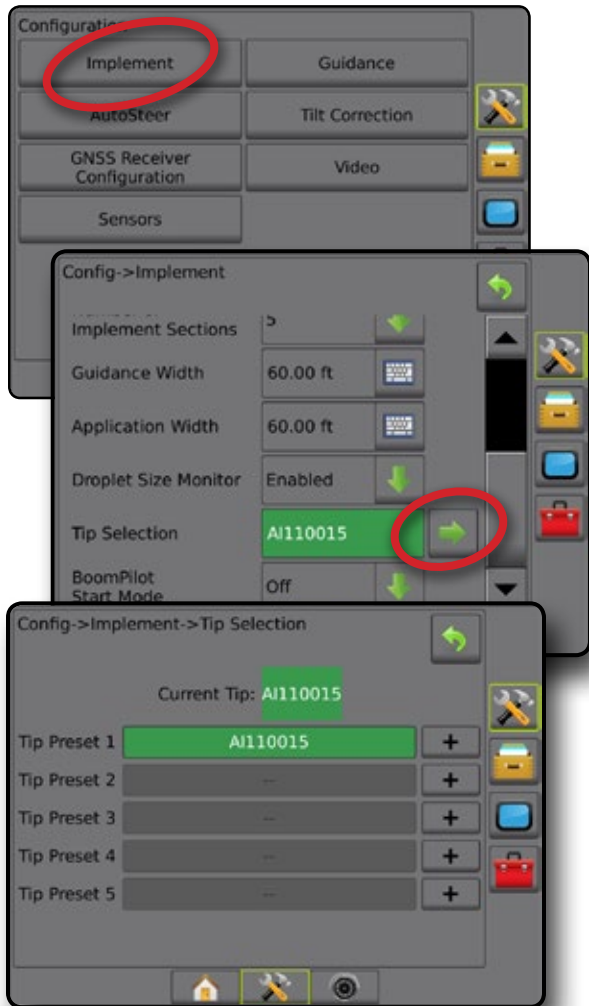 Configuration
Implement
Guidance
AutoSteer
Tilt Correction
GNSS Receiver
Configuration
Video
Sensors
Config->Implement
Implement Sections
5
Guidance Width
60.00 ft
Application Width
60.00 ft
Droplet Size Monitor
Enabled
Tip Selection
AI110015
BoomPilot
Start Mode
Off
Config->Implement->Tip Selection
Current Tip: AI110015
Tip Preset 1 AI110015 +
Tip Preset 2 -- +
Tip Preset 3 -- +
Tip Preset 4 -- +
Tip Preset 5 -- +